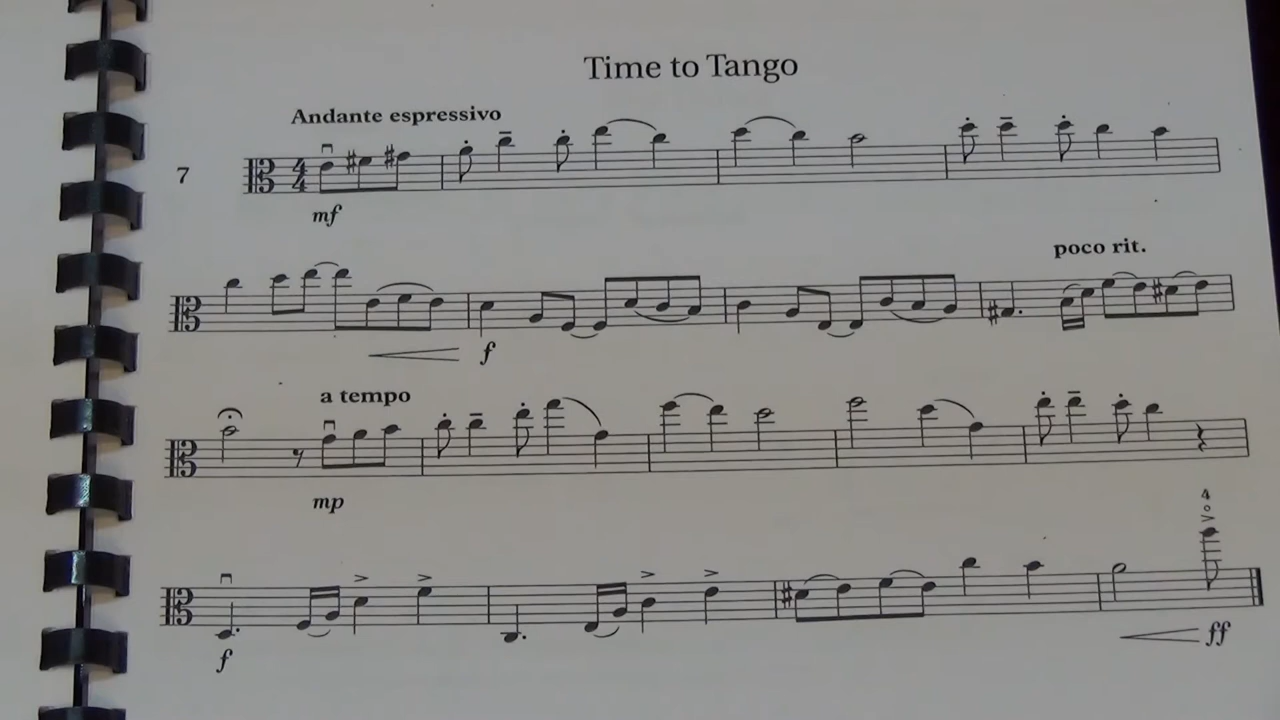 Time to Tango
Andante espressivo
7
4
4
mf
poco rit.
f
a tempo
mp
4
f
ff